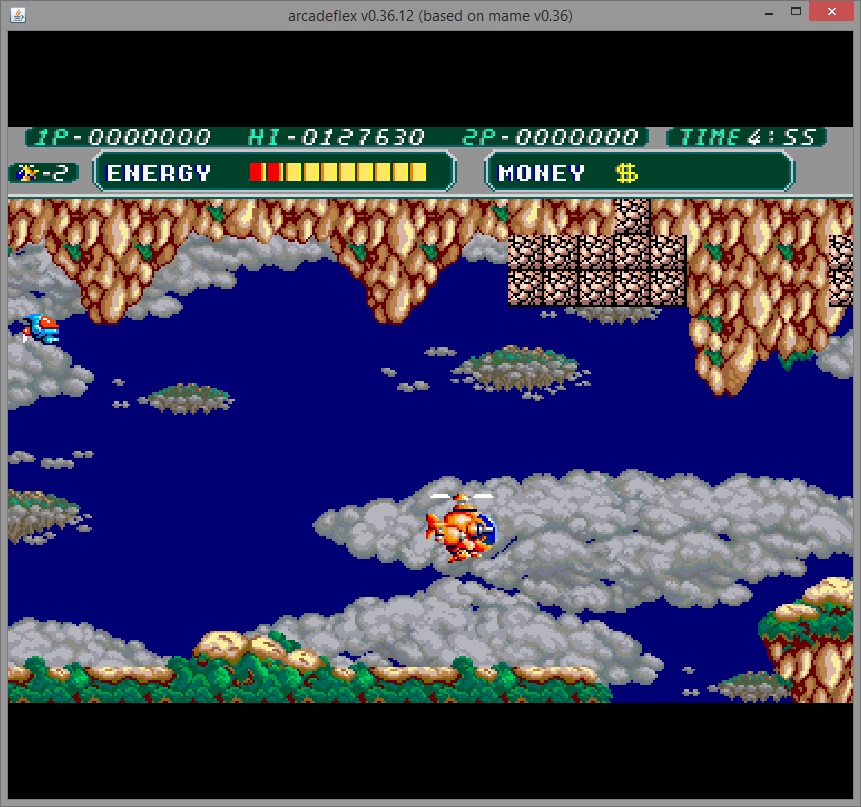 arcadeflex v0.36.12 (based on mame v0.36)
1P-0000000 HI-0127630 2P-0000000 TIME 4:55
-2 ENERGY MONEY $